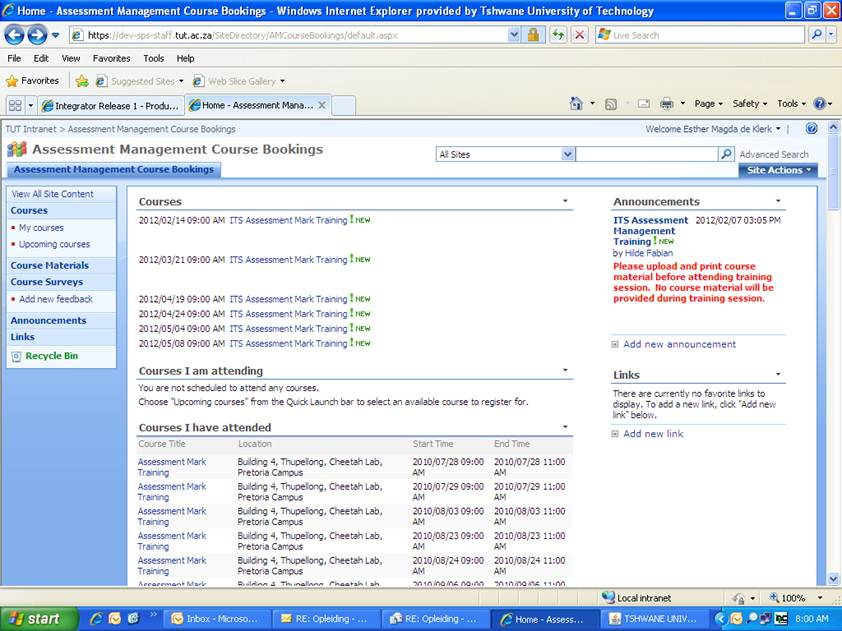 Home - Assessment Management Course Bookings - Windows Internet Explorer provided by Tshwane University of Technology
https://dev-sps-staff.tut.ac.za/SiteDirectory/AMCourseBookings/default.aspx
Live Search
File Edit View Favorites Tools Help
Favorites Suggested Sites Web Slice Gallery
Integrator Release 1 - Produ... Home - Assessment Mana... Page Safety Tools
TUT Intranet > Assessment Management Course Bookings
Welcome Esther Magda de Klerk
Assessment Management Course Bookings
All Sites
Advanced Search
Assessment Management Course Bookings
Site Actions
View All Site Content
Courses
My courses
Upcoming courses
Course Materials
Course Surveys
Add new feedback
Announcements
Links
Recycle Bin
Courses
2012/02/14 09:00 AM ITS Assessment Mark Training ! NEW
2012/03/21 09:00 AM ITS Assessment Mark Training ! NEW
2012/04/19 09:00 AM ITS Assessment Mark Training ! NEW
2012/04/24 09:00 AM ITS Assessment Mark Training ! NEW
2012/05/04 09:00 AM ITS Assessment Mark Training ! NEW
2012/05/08 09:00 AM ITS Assessment Mark Training ! NEW
Courses I am attending
You are not scheduled to attend any courses.
Choose "Upcoming courses" from the Quick Launch bar to select an available course to register for.
Courses I have attended
Course Title Location Start Time End Time
Assessment Mark Building 4, Thupellong, Cheetah Lab, 2010/07/28 09:00 2010/07/28 11:00
Training Pretoria Campus AM AM
Assessment Mark Building 4, Thupellong, Cheetah Lab, 2010/07/29 09:00 2010/07/29 11:00
Training Pretoria Campus AM AM
Assessment Mark Building 4, Thupellong, Cheetah Lab, 2010/08/03 09:00 2010/08/03 11:00
Training Pretoria Campus AM AM
Assessment Mark Building 4, Thupellong, Cheetah Lab, 2010/08/23 09:00 2010/08/23 11:00
Training Pretoria Campus AM AM
Assessment Mark Building 4, Thupellong, Cheetah Lab, 2010/08/24 09:00 2010/08/24 11:00
Training Pretoria Campus AM AM
Assessment Mark Building 4, Thupellong, Cheetah Lab, 2010/09/06 09:00 2010/09/06 11:00
Announcements
ITS Assessment 2012/02/07 03:05 PM
Management
Training ! NEW
by Hilde Fabian
Please upload and print course
material before attending training
session. No course material will be
provided during training session.
Add new announcement
Links
There are currently no favorite links to
display. To add a new link, click "Add new
link" below.
Add new link
Local intranet
100%
start
Inbox - Microso...
RE: Opleiding - ...
RE: Opleiding - ...
Home - Assess...
TSHWANE UNIV...
8:00 AM